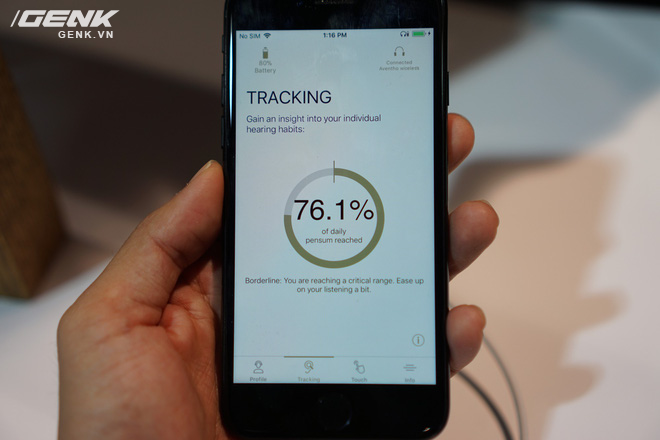 GENK
GENK.VN
No SIM
1:16 PM
80%
Battery
Connected
Aventho wireless
TRACKING
Gain an insight into your individual
hearing habits:
76.1%
of daily
pensum reached
Borderline: You are reaching a critical range. Ease up
on your listening a bit.
Profile
Tracking
Touch
Info